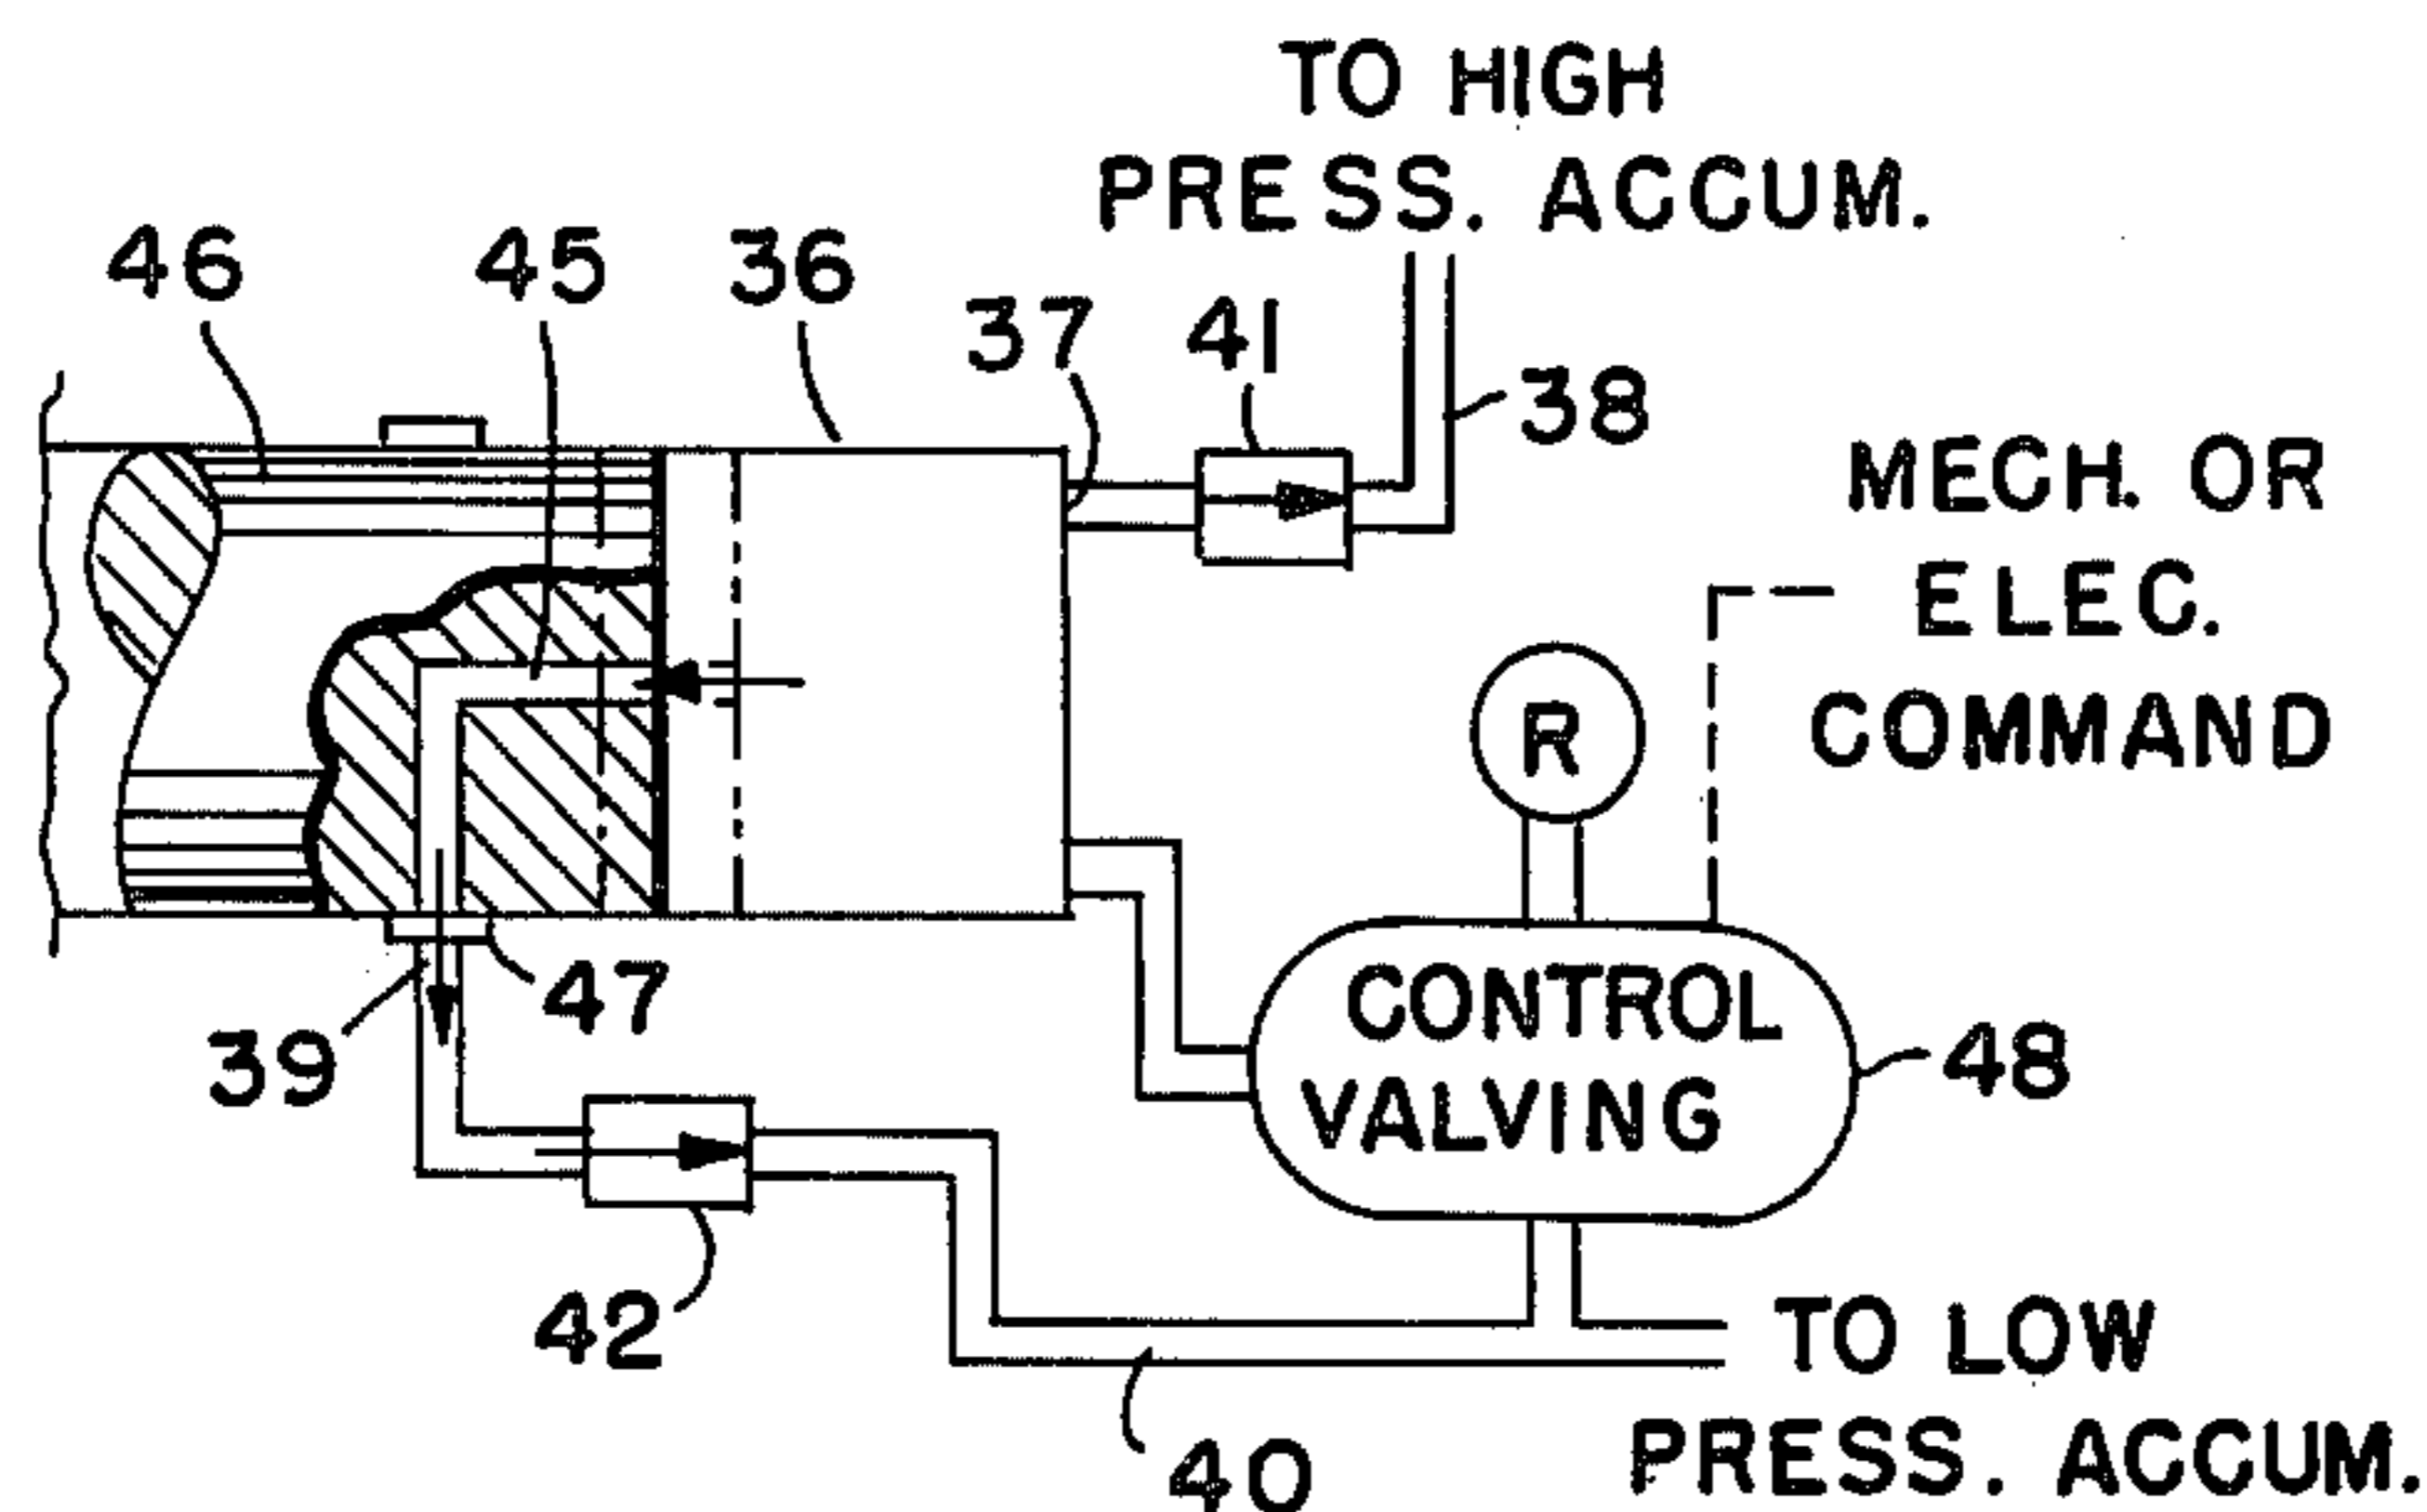 TO HIGH
PRESS. ACCUM.
46
45
36
37
41
38
MECH. OR
ELEC.
COMMAND
R
CONTROL
VALVING
48
47
39
42
40
TO LOW
PRESS. ACCUM.